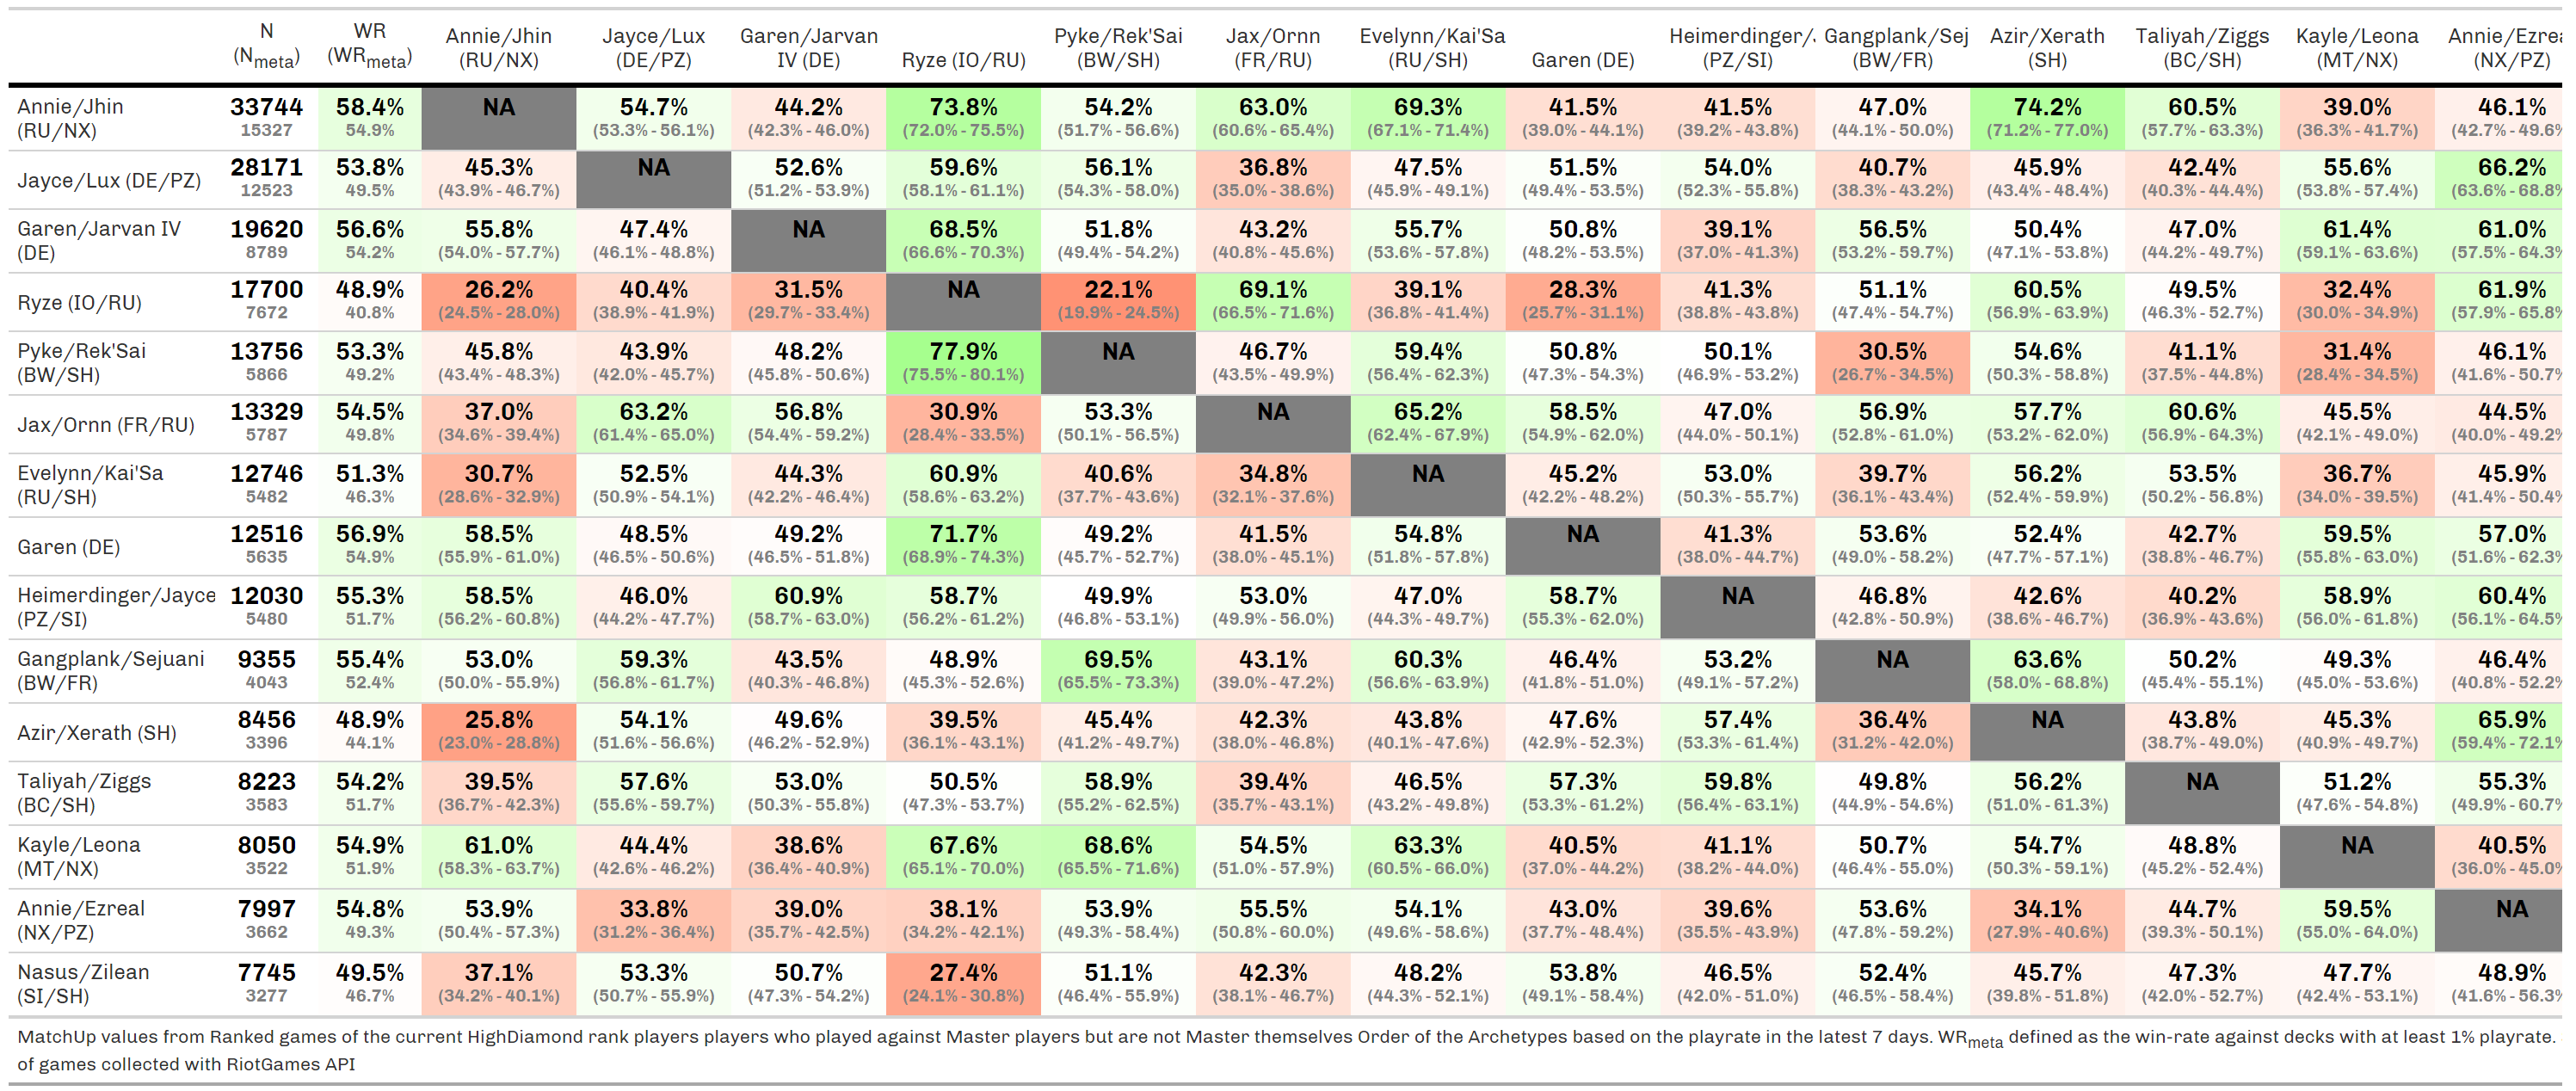 N WR Annie/Jhin Jayce/Lux Garen/Jarvan Ryze (IO/RU) Pyke/Rek'Sai Jax/Ornn Evelynn/Kai'Sa Garen (DE) Heimerdinger/ Gangplank/Sej Azir/Xerath Taliyah/Ziggs Kayle/Leona Annie/Ezrea
(Nmeta) (WRmeta) (RU/NX) (DE/PZ) IV (DE) (BW/SH) (FR/RU) (RU/SH) (PZ/SI) (BW/FR) (SH) (BC/SH) (MT/NX) (NX/PZ)
Annie/Jhin 33744 58.4% NA 54.7% 44.2% 73.8% 54.2% 63.0% 69.3% 41.5% 41.5% 47.0% 74.2% 60.5% 39.0% 46.1%
(RU/NX) 15327 54.9% (53.3% - 56.1%) (42.3% - 46.0%) (72.0% - 75.5%) (51.7% - 56.6%) (60.6% - 65.4%) (67.1% - 71.4%) (39.0% - 44.1%) (39.2% - 43.8%) (44.1% - 50.0%) (71.2% - 77.0%) (57.7% - 63.3%) (36.3% - 41.7%) (42.7% - 49.6%
Jayce/Lux (DE/PZ) 28171 53.8% 45.3% NA 52.6% 59.6% 56.1% 36.8% 47.5% 51.5% 54.0% 40.7% 45.9% 42.4% 55.6% 66.2%
12523 49.5% (43.9% - 46.7%) (51.2% - 53.9%) (58.1% - 61.1%) (54.3% - 58.0%) (35.0% - 38.6%) (45.9% - 49.1%) (49.4% - 53.5%) (52.3% - 55.8%) (38.3% - 43.2%) (43.4% - 48.4%) (40.3% - 44.4%) (53.8% - 57.4%) (63.6% - 68.8%
Garen/Jarvan IV 19620 56.6% 55.8% 47.4% NA 68.5% 51.8% 43.2% 55.7% 50.8% 39.1% 56.5% 50.4% 47.0% 61.4% 61.0%
(DE) 8789 54.2% (54.0% - 57.7%) (46.1% - 48.8%) (66.6% - 70.3%) (49.4% - 54.2%) (40.8% - 45.6%) (53.6% - 57.8%) (48.2% - 53.5%) (37.0% - 41.3%) (53.2% - 59.7%) (47.1% - 53.8%) (44.2% - 49.7%) (59.1% - 63.6%) (57.5% - 64.3%
Ryze (IO/RU) 17700 48.9% 26.2% 40.4% 31.5% NA 22.1% 69.1% 39.1% 28.3% 41.3% 51.1% 60.5% 49.5% 32.4% 61.9%
7672 40.8% (24.5% - 28.0%) (38.9% - 41.9%) (29.7% - 33.4%) (19.9% - 24.5%) (66.5% - 71.6%) (36.8% - 41.4%) (25.7% - 31.1%) (38.8% - 43.8%) (47.4% - 54.7%) (56.9% - 63.9%) (46.3% - 52.7%) (30.0% - 34.9%) (57.9% - 65.8%
Pyke/Rek'Sai 13756 53.3% 45.8% 43.9% 48.2% 77.9% NA 46.7% 59.4% 50.8% 50.1% 30.5% 54.6% 41.1% 31.4% 46.1%
(BW/SH) 5866 49.2% (43.4% - 48.3%) (42.0% - 45.7%) (45.8% - 50.6%) (75.5% - 80.1%) (43.5% - 49.9%) (56.4% - 62.3%) (47.3% - 54.3%) (46.9% - 53.2%) (26.7% - 34.5%) (50.3% - 58.8%) (37.5% - 44.8%) (28.4% - 34.5%) (41.6% - 50.7%
Jax/Ornn (FR/RU) 13329 54.5% 37.0% 63.2% 56.8% 30.9% 53.3% NA 65.2% 58.5% 47.0% 56.9% 57.7% 60.6% 45.5% 44.5%
5787 49.8% (34.6% - 39.4%) (61.4% - 65.0%) (54.4% - 59.2%) (28.4% - 33.5%) (50.1% - 56.5%) (62.4% - 67.9%) (54.9% - 62.0%) (44.0% - 50.1%) (52.8% - 61.0%) (53.2% - 62.0%) (56.9% - 64.3%) (42.1% - 49.0%) (40.0% - 49.2%
Evelynn/Kai'Sa 12746 51.3% 30.7% 52.5% 44.3% 60.9% 40.6% 34.8% NA 45.2% 53.0% 39.7% 56.2% 53.5% 36.7% 45.9%
(RU/SH) 5482 46.3% (28.6% - 32.9%) (50.9% - 54.1%) (42.2% - 46.4%) (58.6% - 63.2%) (37.7% - 43.6%) (32.1% - 37.6%) (42.2% - 48.2%) (50.3% - 55.7%) (36.1% - 43.4%) (52.4% - 59.9%) (50.2% - 56.8%) (34.0% - 39.5%) (41.4% - 50.4%
Garen (DE) 12516 56.9% 58.5% 48.5% 49.2% 71.7% 49.2% 41.5% 54.8% NA 41.3% 53.6% 52.4% 42.7% 59.5% 57.0%
5635 54.9% (55.9% - 61.0%) (46.5% - 50.6%) (46.5% - 51.8%) (68.9% - 74.3%) (45.7% - 52.7%) (38.0% - 45.1%) (51.8% - 57.8%) (38.0% - 44.7%) (49.0% - 58.2%) (47.7% - 57.1%) (38.8% - 46.7%) (55.8% - 63.0%) (51.6% - 62.3%
Heimerdinger/Jayce 12030 55.3% 58.5% 46.0% 60.9% 58.7% 49.9% 53.0% 47.0% 58.7% NA 46.8% 42.6% 40.2% 58.9% 60.4%
(PZ/SI) 5480 51.7% (56.2% - 60.8%) (44.2% - 47.7%) (58.7% - 63.0%) (56.2% - 61.2%) (46.8% - 53.1%) (49.9% - 56.0%) (44.3% - 49.7%) (55.3% - 62.0%) (42.8% - 50.9%) (38.6% - 46.7%) (36.9% - 43.6%) (56.0% - 61.8%) (56.1% - 64.5%
Gangplank/Sejuani 9355 55.4% 53.0% 59.3% 43.5% 48.9% 69.5% 43.1% 60.3% 46.4% 53.2% NA 63.6% 50.2% 49.3% 46.4%
(BW/FR) 4043 52.4% (50.0% - 55.9%) (56.8% - 61.7%) (40.3% - 46.8%) (45.3% - 52.6%) (65.5% - 73.3%) (39.0% - 47.2%) (56.6% - 63.9%) (41.8% - 51.0%) (49.1% - 57.2%) (58.0% - 68.8%) (45.4% - 55.1%) (45.0% - 53.6%) (40.8% - 52.2%
Azir/Xerath (SH) 8456 48.9% 25.8% 54.1% 49.6% 39.5% 45.4% 42.3% 43.8% 47.6% 57.4% 36.4% NA 43.8% 45.3% 65.9%
3396 44.1% (23.0% - 28.8%) (51.6% - 56.6%) (46.2% - 52.9%) (36.1% - 43.1%) (41.2% - 49.7%) (38.0% - 46.8%) (40.1% - 47.6%) (42.9% - 52.3%) (53.3% - 61.4%) (31.2% - 42.0%) (38.7% - 49.0%) (40.9% - 49.7%) (59.4% - 72.1%
Taliyah/Ziggs 8223 54.2% 39.5% 57.6% 53.0% 50.5% 58.9% 39.4% 46.5% 57.3% 59.8% 49.8% 56.2% NA 51.2% 55.3%
(BC/SH) 3583 51.7% (36.7% - 42.3%) (55.6% - 59.7%) (50.3% - 55.8%) (47.3% - 53.7%) (55.2% - 62.5%) (35.7% - 43.1%) (43.2% - 49.8%) (53.3% - 61.2%) (56.4% - 63.1%) (44.9% - 54.6%) (51.0% - 61.3%) (47.6% - 54.8%) (49.9% - 60.7%
Kayle/Leona 8050 54.9% 61.0% 44.4% 38.6% 67.6% 68.6% 54.5% 63.3% 40.5% 41.1% 50.7% 54.7% 48.8% NA 40.5%
(MT/NX) 3522 51.9% (58.3% - 63.7%) (42.6% - 46.2%) (36.4% - 40.9%) (65.1% - 70.0%) (65.5% - 71.6%) (51.0% - 57.9%) (60.5% - 66.0%) (37.0% - 44.2%) (38.2% - 44.0%) (46.4% - 55.0%) (50.3% - 59.1%) (45.2% - 52.4%) (36.0% - 45.0%
Annie/Ezreal 7997 54.8% 53.9% 33.8% 39.0% 38.1% 53.9% 55.5% 54.1% 43.0% 39.6% 53.6% 34.1% 44.7% 59.5% NA
(NX/PZ) 3662 49.3% (50.4% - 57.3%) (31.2% - 36.4%) (35.7% - 42.5%) (34.2% - 42.1%) (49.3% - 58.4%) (50.8% - 60.0%) (49.6% - 58.6%) (37.7% - 48.4%) (35.5% - 43.9%) (47.8% - 59.2%) (27.9% - 40.6%) (39.3% - 50.1%) (55.0% - 64.0%)
Nasus/Zilean 7745 49.5% 37.1% 53.3% 50.7% 27.4% 51.1% 42.3% 48.2% 53.8% 46.5% 52.4% 45.7% 47.3% 47.7% 48.9%
(SI/SH) 3277 46.7% (34.2% - 40.1%) (50.7% - 55.9%) (47.3% - 54.2%) (24.1% - 30.8%) (46.4% - 55.9%) (38.1% - 46.7%) (44.3% - 52.1%) (49.1% - 58.4%) (42.0% - 51.0%) (46.5% - 58.4%) (39.8% - 51.8%) (42.0% - 52.7%) (42.4% - 53.1%) (41.6% - 56.3%
MatchUp values from Ranked games of the current HighDiamond rank players players who played against Master players but are not Master themselves Order of the Archetypes based on the playrate in the latest 7 days. WRmeta defined as the win-rate against decks with at least 1% playrate.
of games collected with RiotGames API